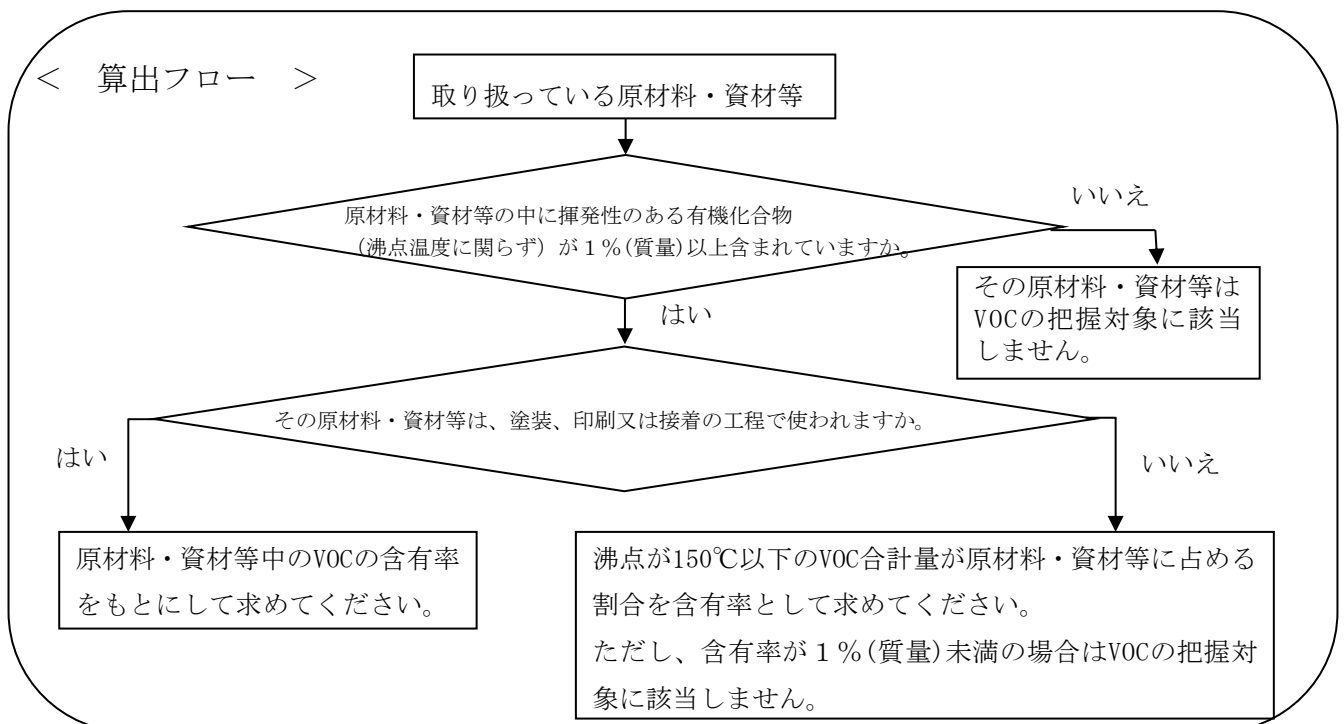 ＜　算出フロー　＞
取り扱っている原材料・資材等
原材料・資材等の中に揮発性のある有機化合物
（沸点温度に関らず）が１％(質量)以上含まれていますか。
いいえ
その原材料・資材等は
VOCの把握対象に該当
しません。
はい
その原材料・資材等は、塗装、印刷又は接着の工程で使われますか。
はい
いいえ
原材料・資材等中のVOCの含有率
をもとにして求めてください。
沸点が150℃以下のVOC合計量が原材料・資材等に占める
割合を含有率として求めてください。
ただし、含有率が１％(質量)未満の場合はVOCの把握対
象に該当しません。